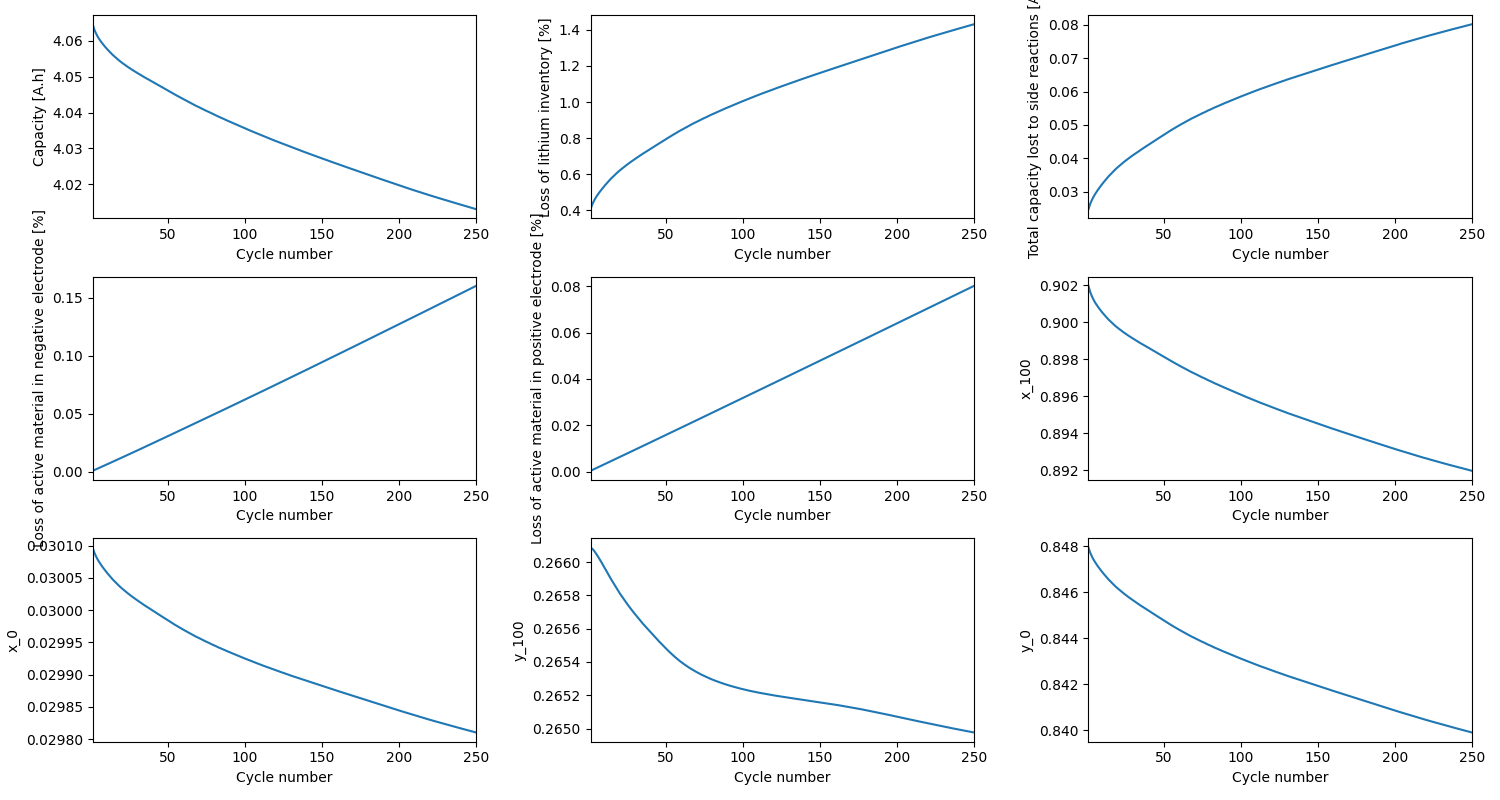 Capacity [A.h]
4.06
4.05
4.04
4.03
4.02
50 100 150 200 250
Cycle number
Loss of lithium inventory [%]
1.4
1.2
1.0
0.8
0.6
0.4
50 100 150 200 250
Cycle number
Total capacity lost to side reactions [A
0.08
0.07
0.06
0.05
0.04
0.03
50 100 150 200 250
Cycle number
Loss of active material in negative electrode [%]
0.15
0.10
0.05
0.00
50 100 150 200 250
Cycle number
Loss of active material in positive electrode [%]
0.08
0.06
0.04
0.02
0.00
50 100 150 200 250
Cycle number
x_100
0.902
0.900
0.898
0.896
0.894
0.892
50 100 150 200 250
Cycle number
x_0
0.03010
0.03005
0.03000
0.02995
0.02990
0.02985
0.02980
50 100 150 200 250
Cycle number
y_100
0.2660
0.2658
0.2656
0.2654
0.2652
0.2650
50 100 150 200 250
Cycle number
y_0
0.848
0.846
0.844
0.842
0.840
50 100 150 200 250
Cycle number